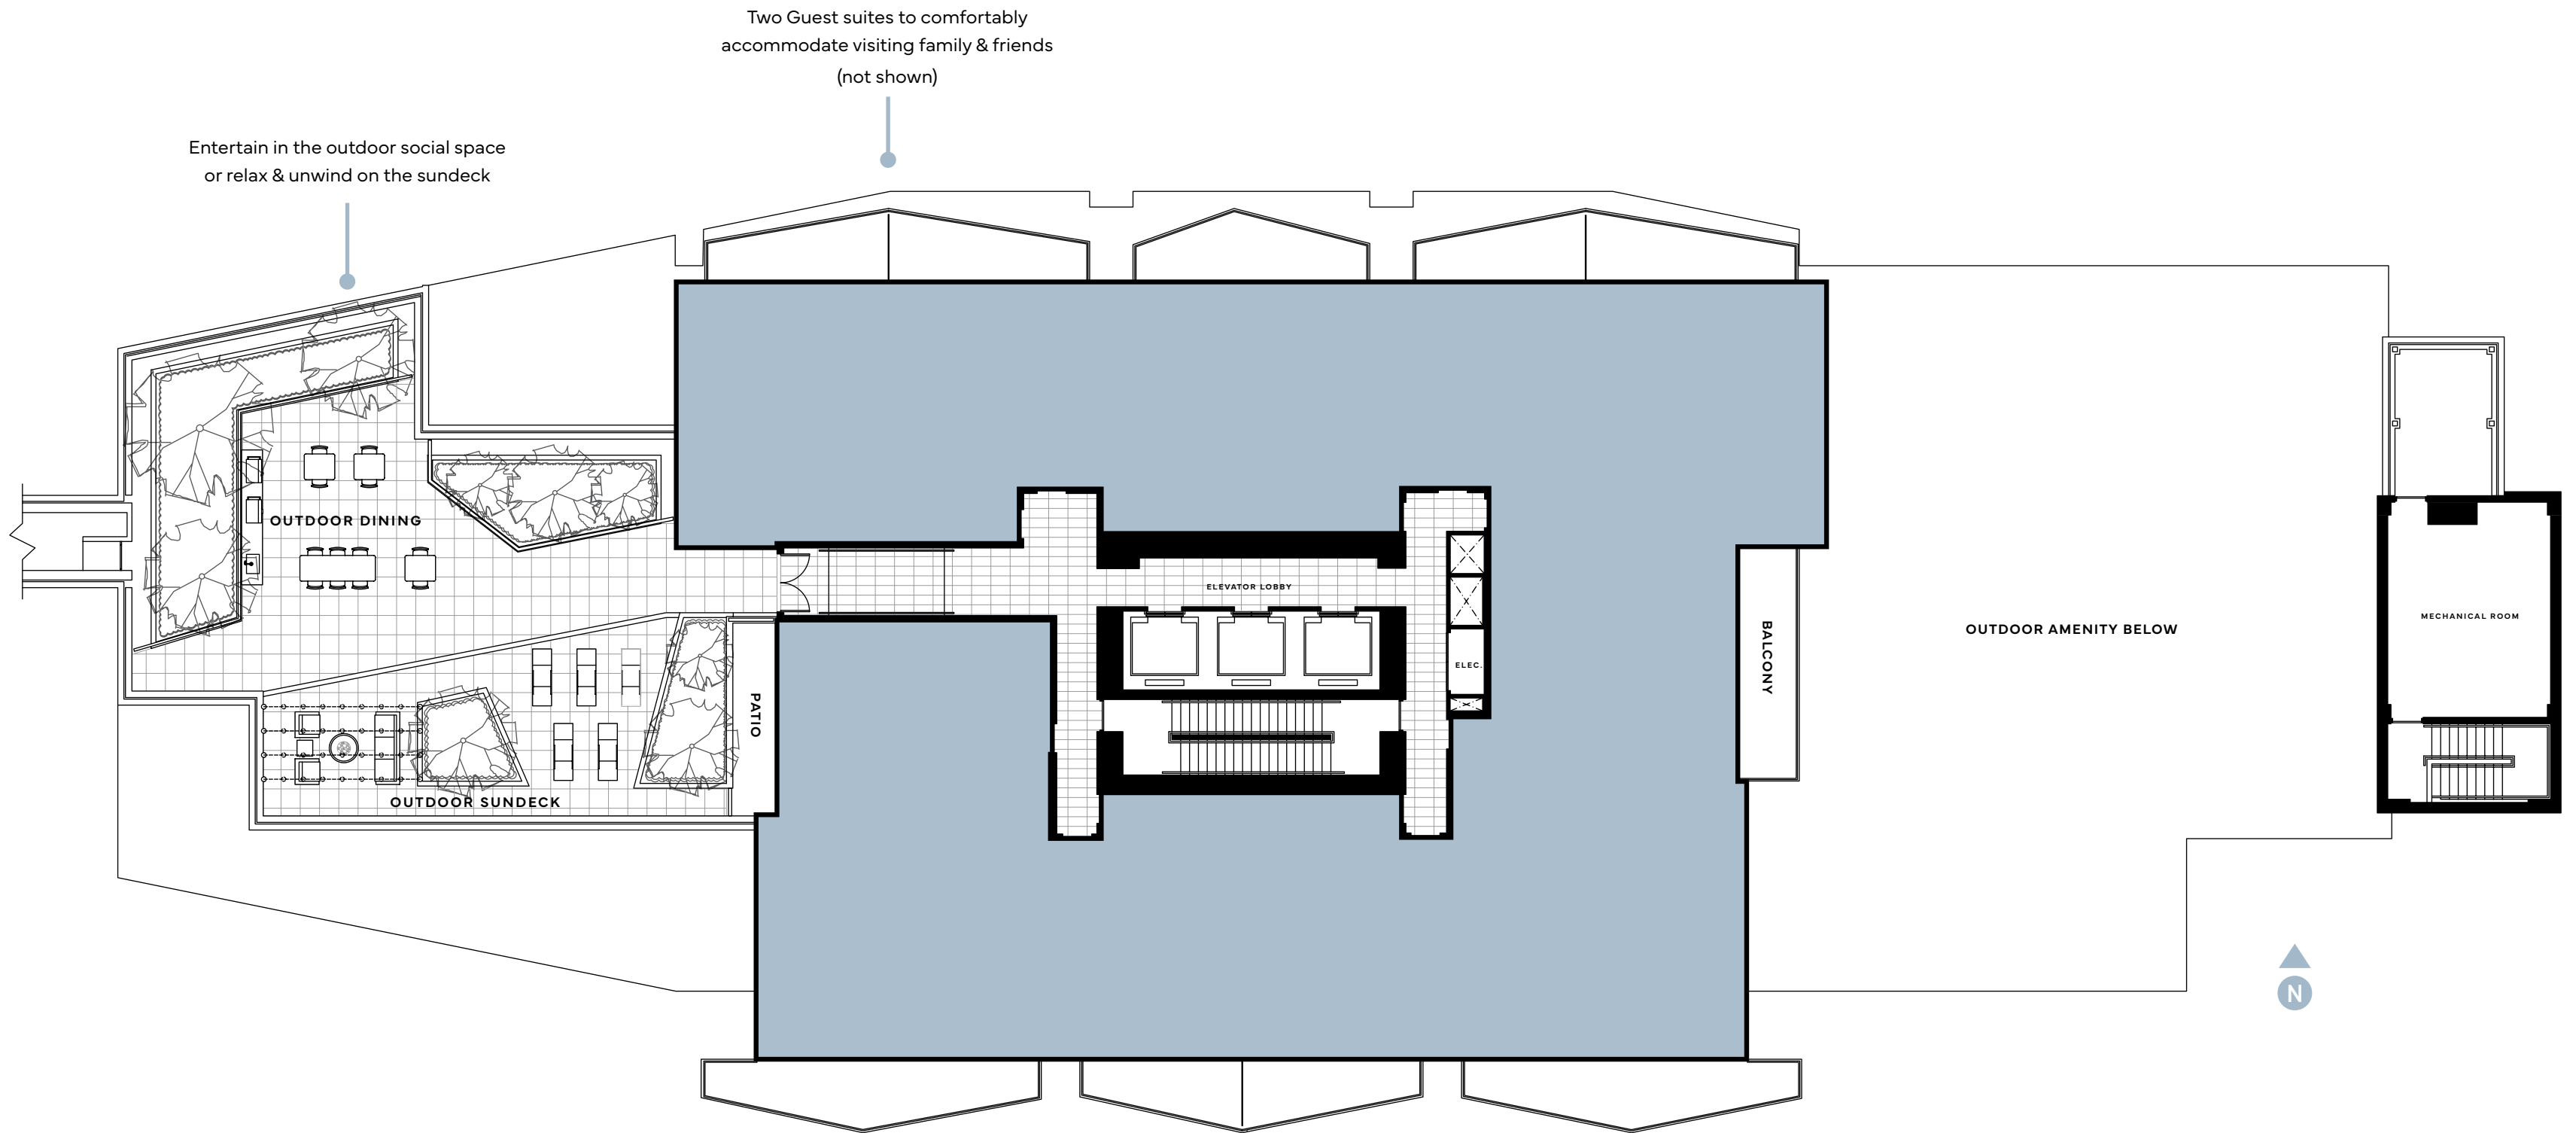 Two Guest suites to comfortably
accommodate visiting family & friends
(not shown)
Entertain in the outdoor social space
or relax & unwind on the sundeck
OUTDOOR DINING
ELEVATOR LOBBY
X
ELEC.
BALCONY
OUTDOOR AMENITY BELOW
MECHANICAL ROOM
PATIO
OUTDOOR SUNDECK
N